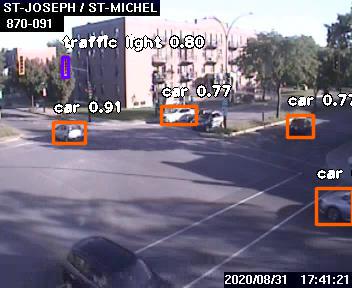 ST-JOSEPH / ST-MICHEL
870-091
traffic light 0.80
car 0.91
car 0.77
car 0.77
car
2020/08/31 17:41:21